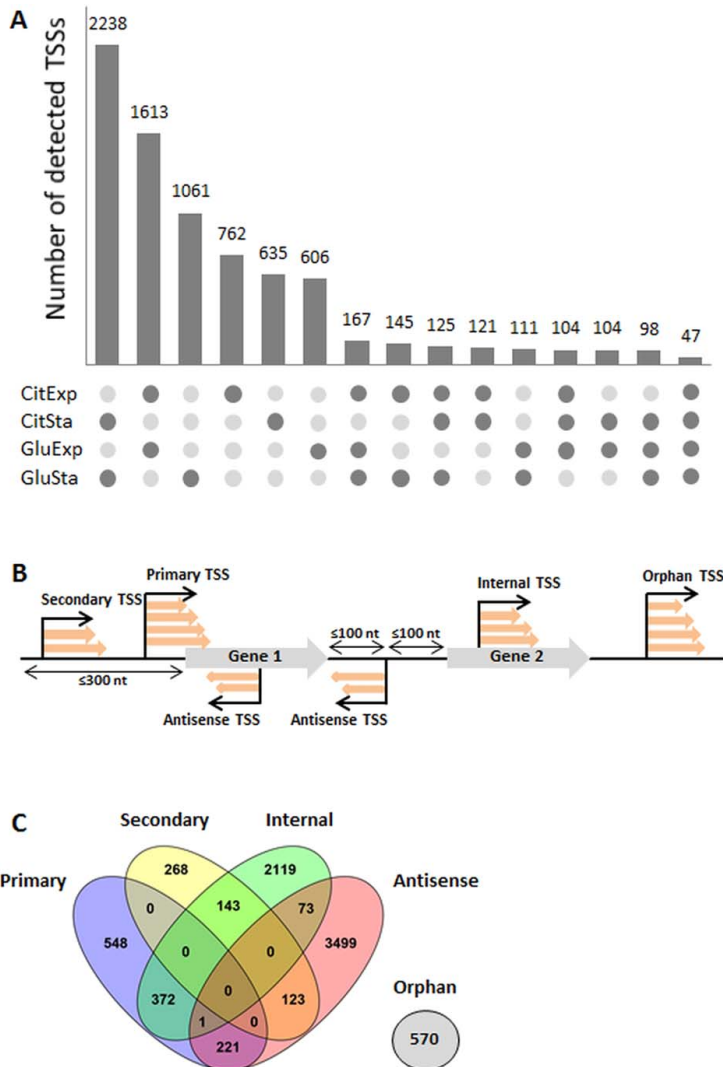 A
Number of detected TSSs
2238
1613
1061
762
635
606
167
145
125
121
111
104
104
98
47
CitExp
CitSta
GluExp
GluSta
B
Secondary TSS
Primary TSS
Internal TSS
Orphan TSS
≤100 nt
≤100 nt
Gene 1
Gene 2
≤300 nt
Antisense TSS
Antisense TSS
C
Secondary
Internal
Primary
Antisense
268
2119
0
143
73
548
3499
0
0
Orphan
372
0
123
1
0
221
570